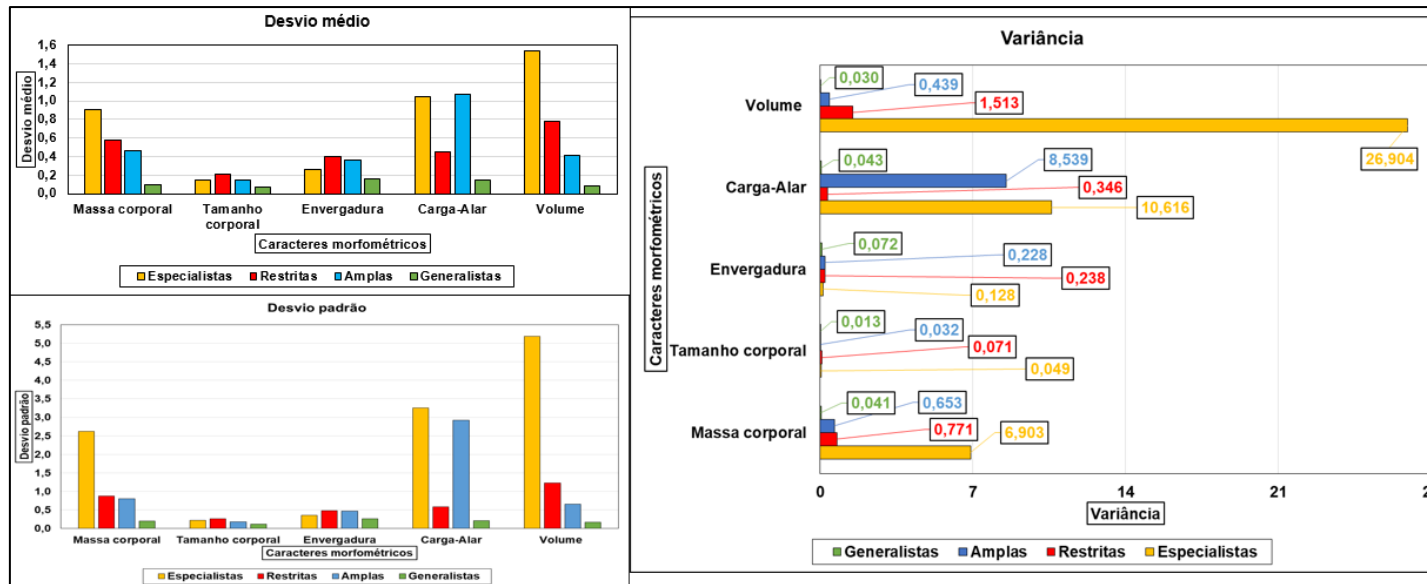 Desvio médio
Desvio médio
1,6
1,4
1,2
1,0
0,8
0,6
0,4
0,2
0,0
Massa corporal Tamanho corporal Envergadura Carga-Alar Volume
Caracteres morfométricos
Especialistas Restritas Amplas Generalistas
Desvio padrão
Desvio padrão
5,5
5,0
4,5
4,0
3,5
3,0
2,5
2,0
1,5
1,0
0,5
0,0
Massa corporal Tamanho corporal Envergadura Carga-Alar Volume
Caracteres morfométricos
Especialistas Restritas Amplas Generalistas
Variância
Caracteres morfométricos
Volume
0,030
0,439
1,513
26,904
Carga-Alar
0,043
8,539
0,346
10,616
Envergadura
0,072
0,228
0,238
0,128
Tamanho corporal
0,013
0,032
0,071
0,049
Massa corporal
0,041
0,653
0,771
6,903
0 7 14 21
Variância
Generalistas Amplas Restritas Especialistas